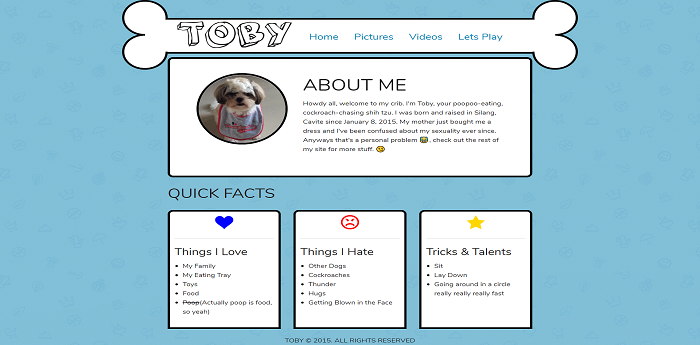 TOBY
Home Pictures Videos Lets Play
ABOUT ME
Howdy all, welcome to my crib. I'm Toby, your poopoo-eating,
cockroach-chasing shih tzu. I was born and raised in Silang,
Cavite since January 8, 2015. My mother just bought me a
dress and I've been confused about my sexuality ever since.
Anyways that's a personal problem 😂, check out the rest of
my site for more stuff. 😉
QUICK FACTS
Things I Love
My Family
My Eating Tray
Toys
Food
Poop(Actually poop is food,
so yeah)
Things I Hate
Other Dogs
Cockroaches
Thunder
Hugs
Getting Blown in the Face
Tricks & Talents
Sit
Lay Down
Going around in a circle
really really really fast
TOBY © 2015. ALL RIGHTS RESERVED